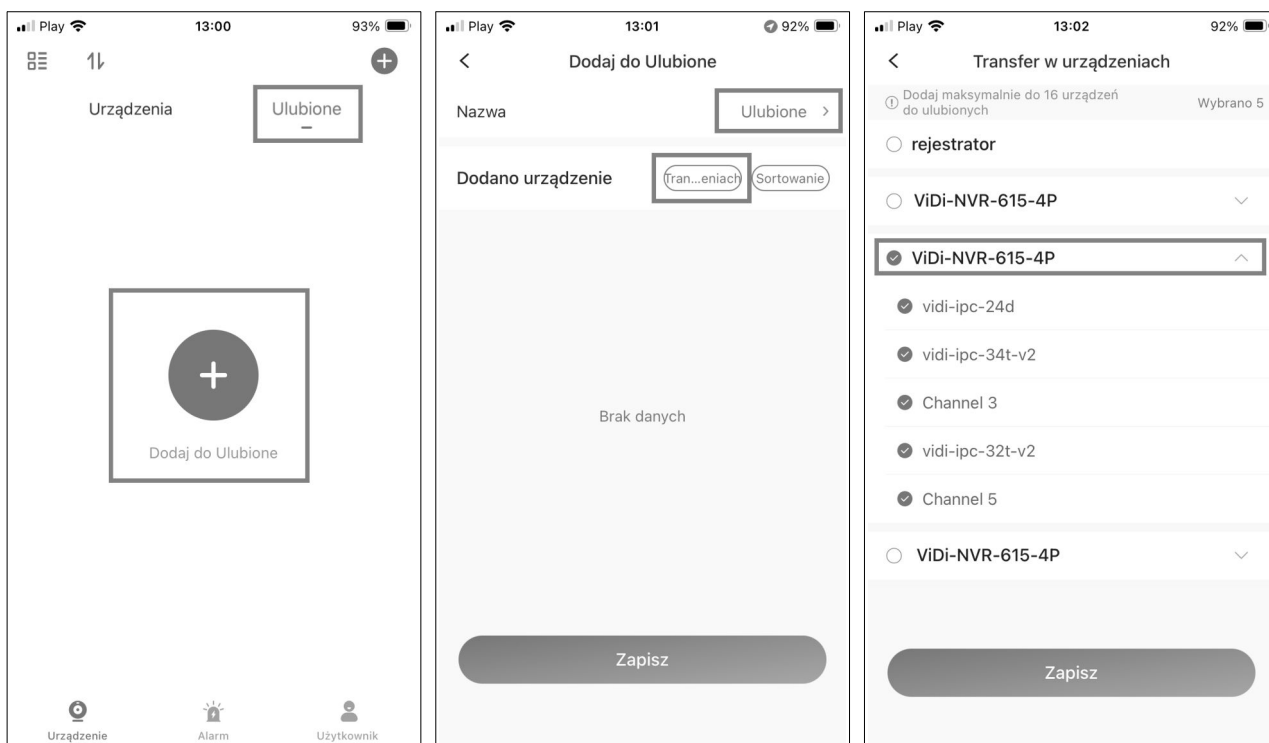 Play 13:00 93%
Urządzenia Ulubione
Dodaj do Ulubione
Urządzenie Alarm Użytkownik
Play 13:01 92%
Dodaj do Ulubione
Nazwa Ulubione
Dodano urządzenie Tran...eniach Sortowanie
Brak danych
Zapisz
Play 13:02 92%
Transfer w urządzeniach
Dodaj maksymalnie do 16 urządzeń
do ulubionych
Wybrano 5
rejestrator
ViDi-NVR-615-4P
ViDi-NVR-615-4P
vidi-ipc-24d
vidi-ipc-34t-v2
Channel 3
vidi-ipc-32t-v2
Channel 5
ViDi-NVR-615-4P
Zapisz